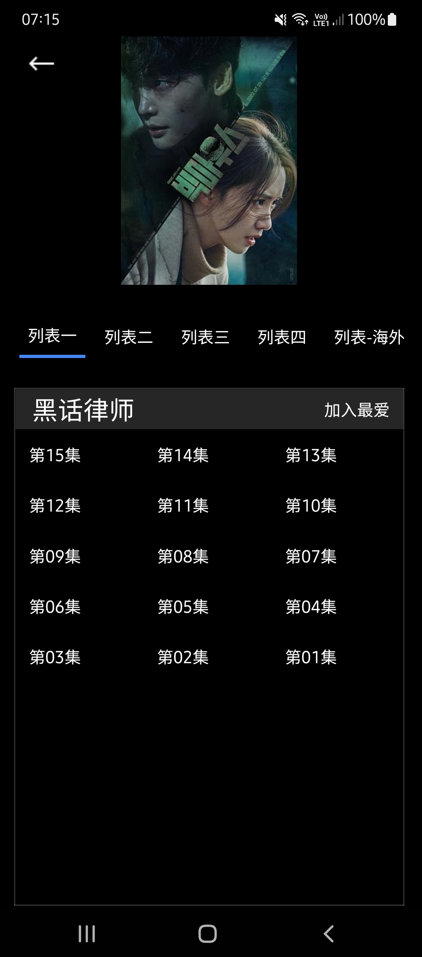 07:15
Vo))
LTE1
100%
빅마우스
列表一 列表二 列表三 列表四 列表-海外
黑话律师 加入最爱
第15集 第14集 第13集
第12集 第11集 第10集
第09集 第08集 第07集
第06集 第05集 第04集
第03集 第02集 第01集